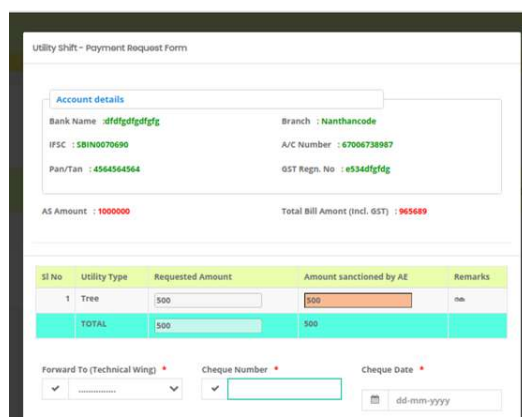 Utility Shift - Payment Request Form
Account details
Bank Name :dfdfgdfgdfgfg Branch : Nanthancode
IFSC : SBIN0070690 A/C Number : 67006738987
Pan/Tan : 4564564564 GST Regn. No : e534dfgfdg
AS Amount : 1000000 Total Bill Amont (Incl. GST) : 965689
Sl No Utility Type Requested Amount Amount sanctioned by AE Remarks
1 Tree 500 500
TOTAL 500 500
Forward To (Technical Wing) * Cheque Number * Cheque Date *
............... dd-mm-yyyy